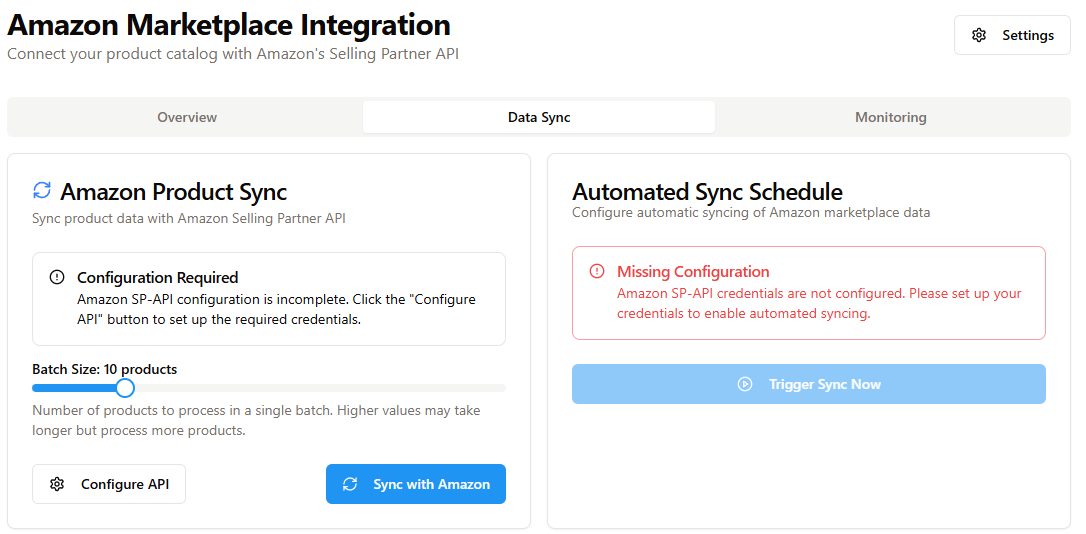 Amazon Marketplace Integration
Connect your product catalog with Amazon's Selling Partner API
Settings
Overview
Data Sync
Monitoring
Amazon Product Sync
Sync product data with Amazon Selling Partner API
Configuration Required
Amazon SP-API configuration is incomplete. Click the "Configure
API" button to set up the required credentials.
Batch Size: 10 products
Number of products to process in a single batch. Higher values may take
longer but process more products.
Configure API
Sync with Amazon
Automated Sync Schedule
Configure automatic syncing of Amazon marketplace data
Missing Configuration
Amazon SP-API credentials are not configured. Please set up your
credentials to enable automated syncing.
Trigger Sync Now